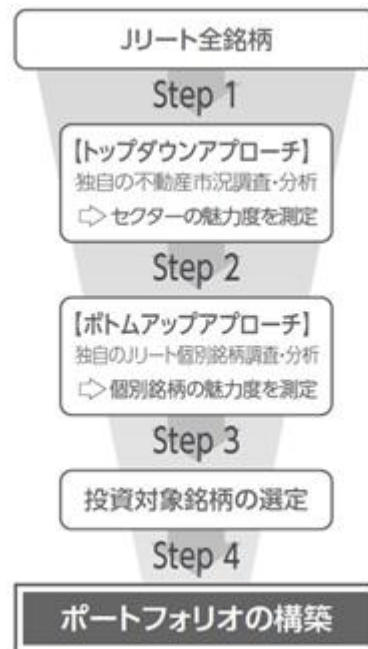 Jリート全銘柄
Step 1
【トップダウンアプローチ】
独自の不動産市況調査・分析
⇨ セクターの魅力度を測定
Step 2
【ボトムアップアプローチ】
独自のJリート個別銘柄調査・分析
⇨ 個別銘柄の魅力度を測定
Step 3
投資対象銘柄の選定
Step 4
ポートフォリオの構築